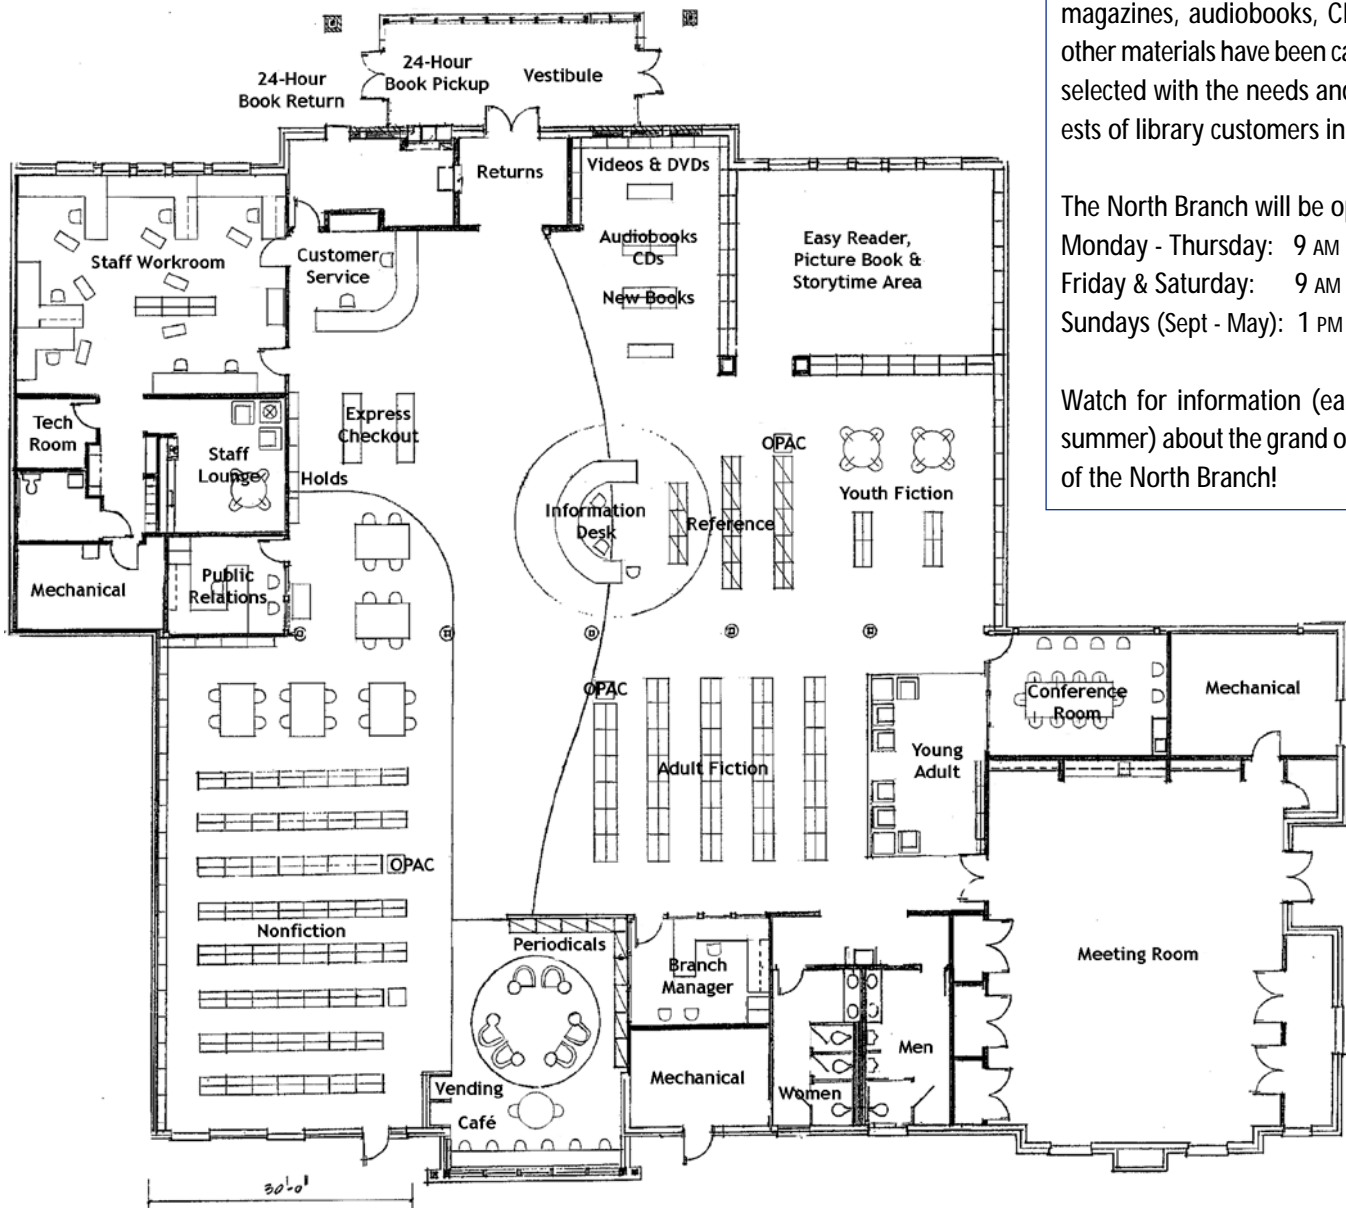 magazines, audiobooks,
other materials have been
selected with the needs and
ests of library customers in
The North Branch will be
Monday - Thursday: 9 AM
Friday & Saturday: 9 AM
Sundays (Sept - May): 1 PM
Watch for information
summer) about the grand
of the North Branch!
24-Hour
Book Return
24-Hour
Book Pickup
Vestibule
Returns
Videos & DVDs
Audiobooks
CDs
New Books
Easy Reader,
Picture Book &
Storytime Area
Staff Workroom
Customer
Service
Tech
Room
Staff
Lounge
Express
Checkout
Holds
Information
Desk
Reference
OPAC
Youth Fiction
Mechanical
Public
Relations
OPAC
Adult Fiction
Young
Adult
Conference
Room
Mechanical
OPAC
Nonfiction
Periodicals
Branch
Manager
Meeting Room
Vending
Café
Mechanical
Women
Men
30'-0"